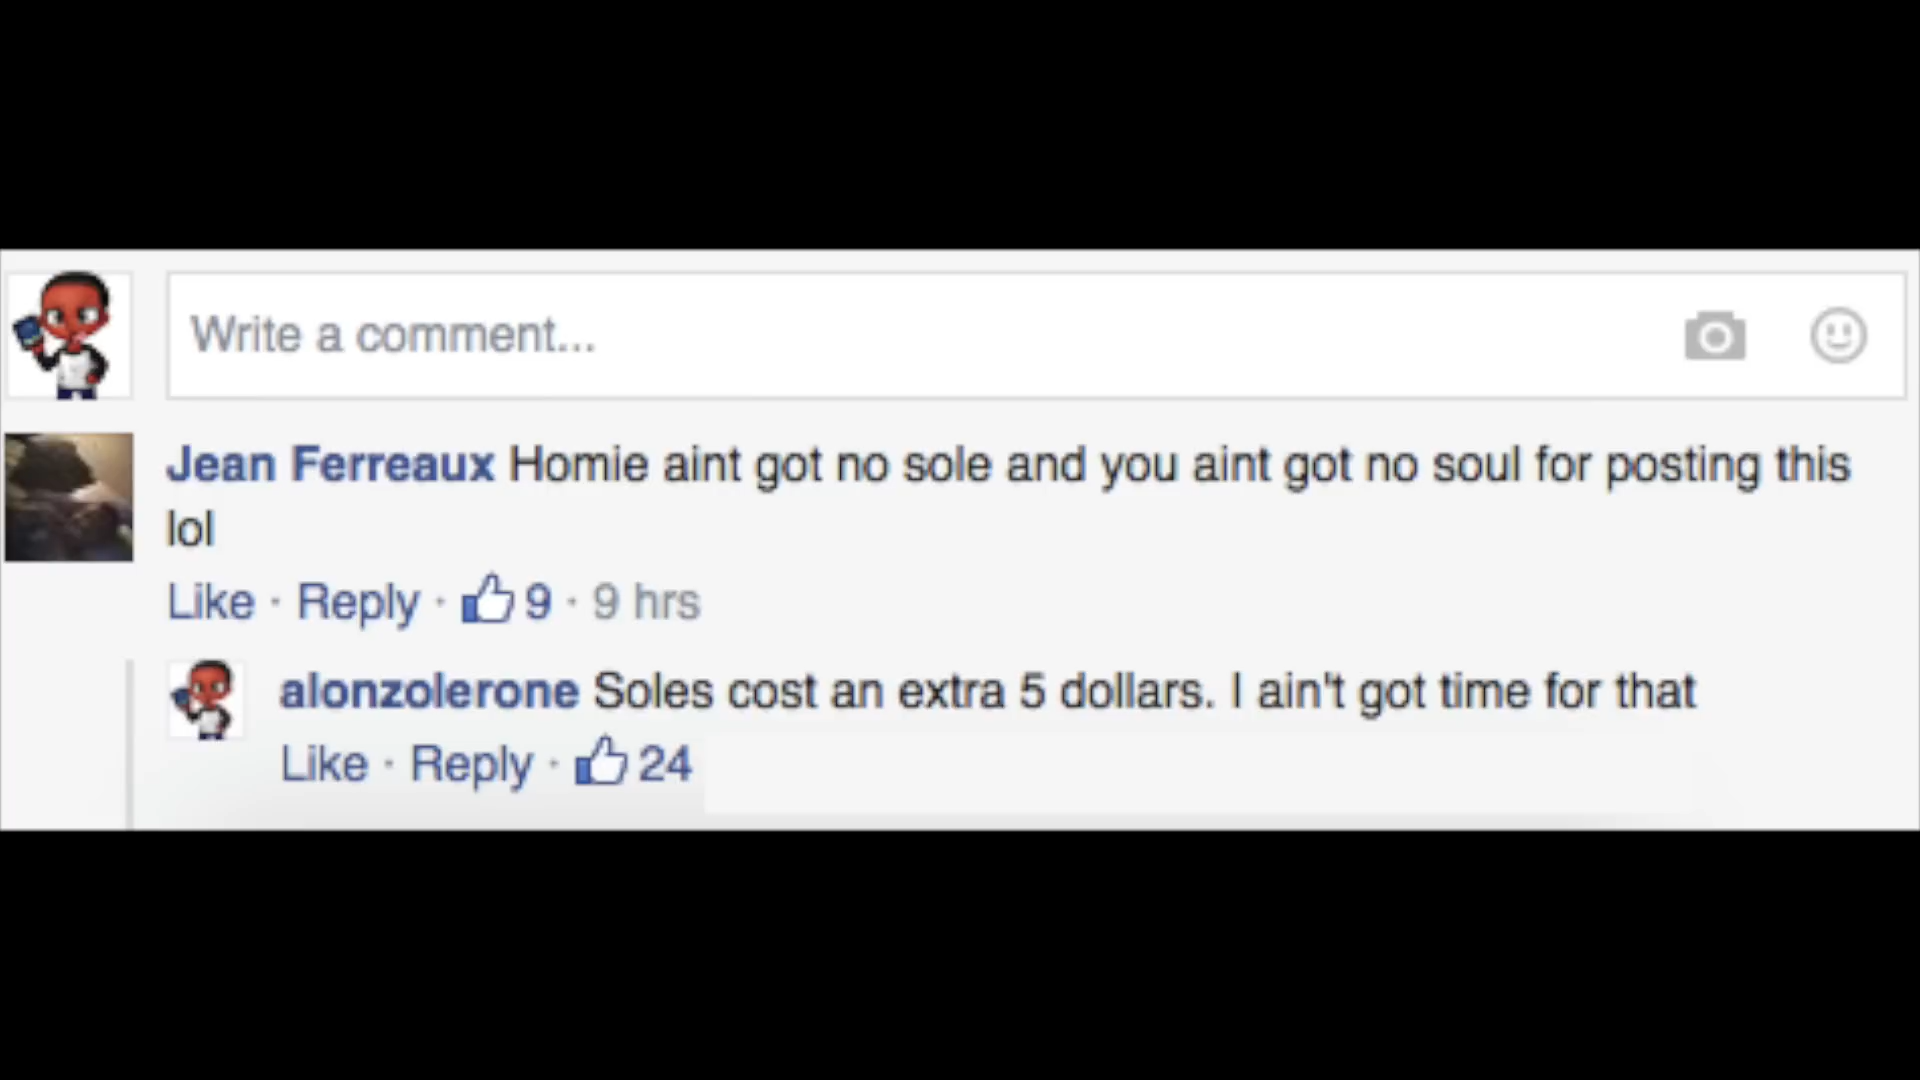 Write a comment...
Jean Ferreaux Homie aint got no sole and you aint got no soul for posting this
lol
Like · Reply · 9 · 9 hrs
alonzolerone Soles cost an extra 5 dollars. I ain't got time for that
Like · Reply · 24